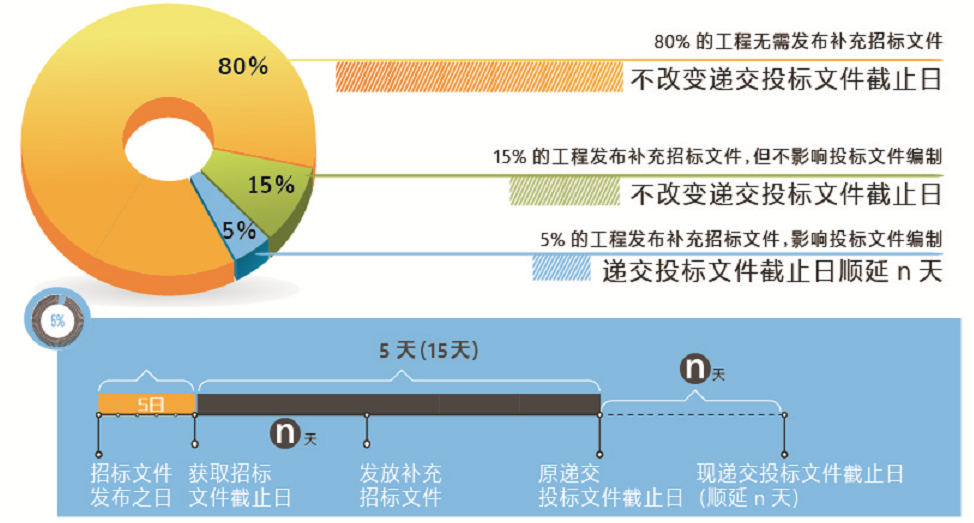 80%
80% 的工程无需发布补充招标文件
不改变递交投标文件截止日
15%
15% 的工程发布补充招标文件,但不影响投标文件编制
不改变递交投标文件截止日
5%
5% 的工程发布补充招标文件,影响投标文件编制
递交投标文件截止日顺延 n 天
5%
5 天(15天)
n天
5日
n天
招标文件
发布之日
获取招标
文件截止日
发放补充
招标文件
原递交
投标文件截止日
现递交投标文件截止日
(顺延 n 天)